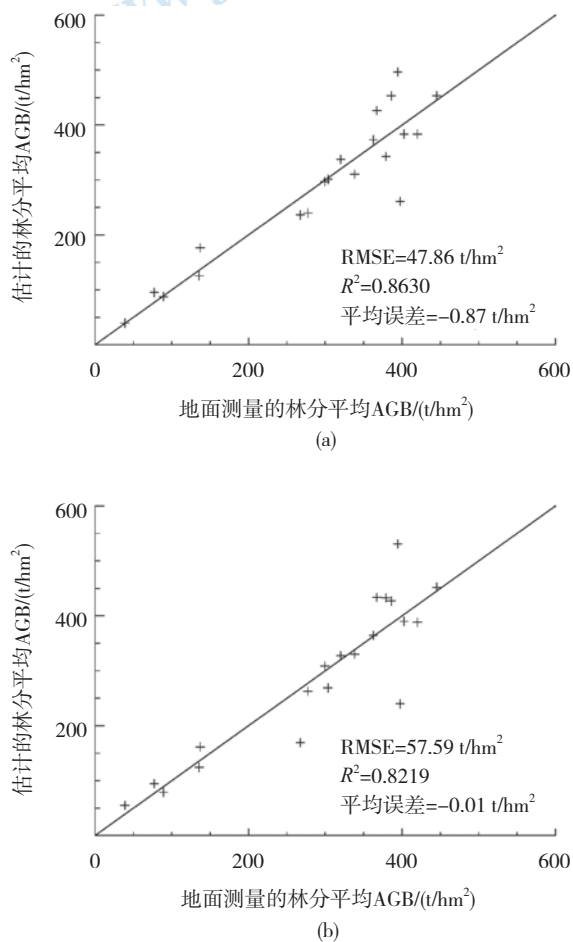 600
400
200
0
200
400
600
估计的林分平均AGB/(t/hm²)
RMSE=47.86 t/hm²
R²=0.8630
平均误差=−0.87 t/hm²
地面测量的林分平均AGB/(t/hm²)
(a)
600
400
200
0
200
400
600
估计的林分平均AGB/(t/hm²)
RMSE=57.59 t/hm²
R²=0.8219
平均误差=−0.01 t/hm²
地面测量的林分平均AGB/(t/hm²)
(b)